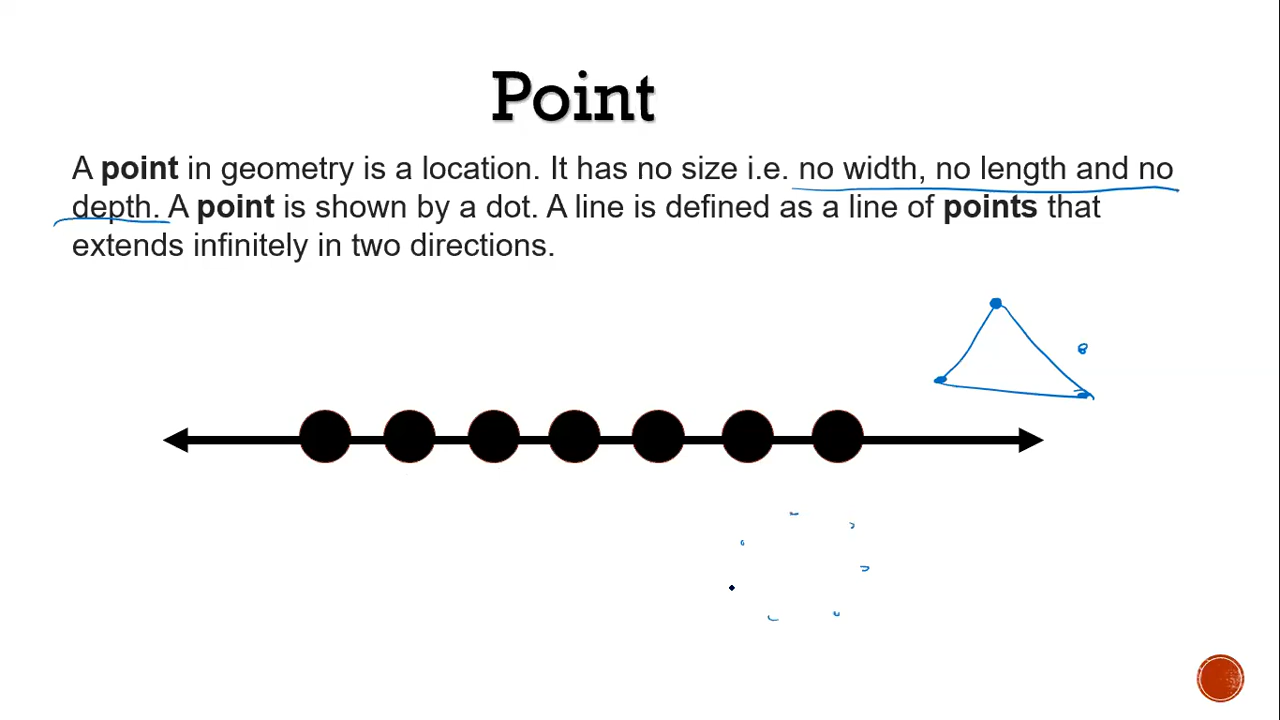 Point
A point in geometry is a location. It has no size i.e. no width, no length and no
depth. A point is shown by a dot. A line is defined as a line of points that
extends infinitely in two directions.